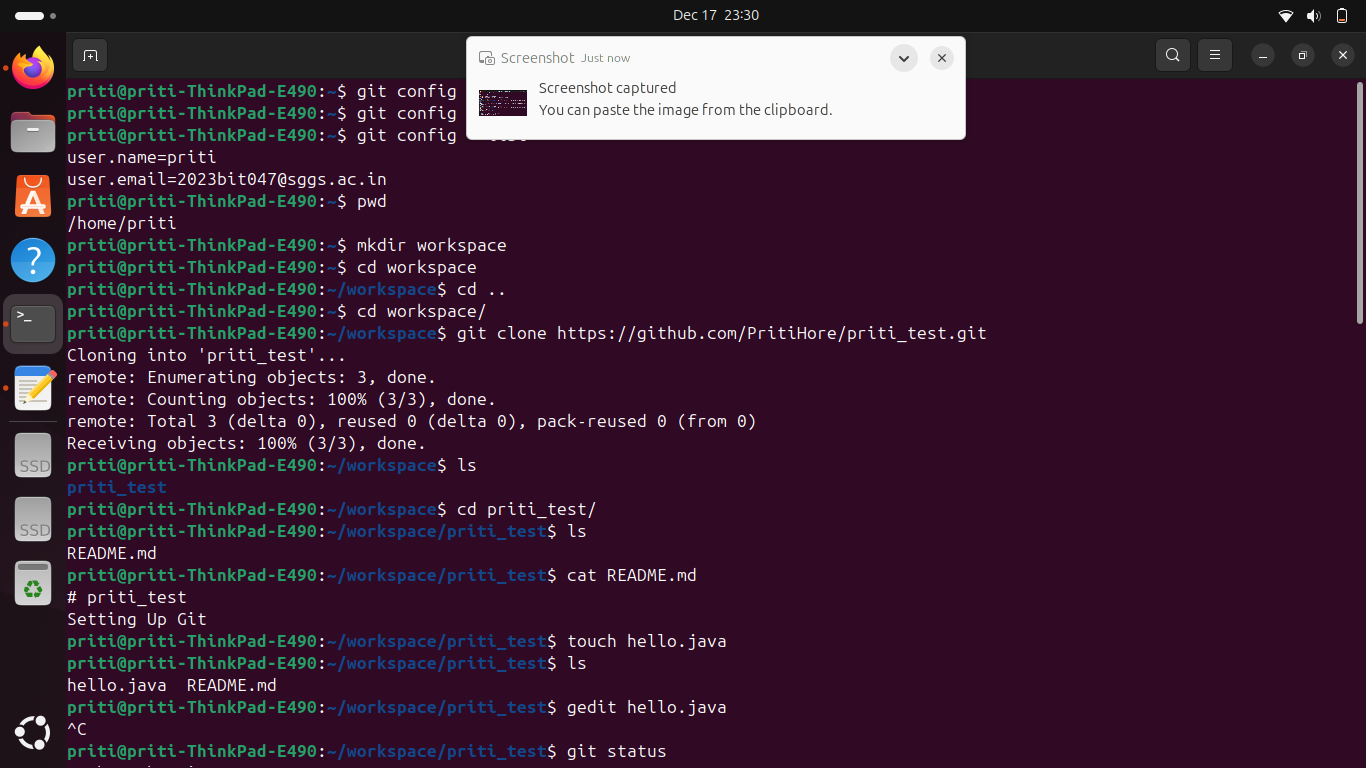 Dec 17 23:30
Screenshot Just now
Screenshot captured
You can paste the image from the clipboard.
priti@priti-ThinkPad-E490:~$ git config
priti@priti-ThinkPad-E490:~$ git config
priti@priti-ThinkPad-E490:~$ git config
user.name=priti
user.email=2023bit047@sggs.ac.in
priti@priti-ThinkPad-E490:~$ pwd
/home/priti
priti@priti-ThinkPad-E490:~$ mkdir workspace
priti@priti-ThinkPad-E490:~$ cd workspace
priti@priti-ThinkPad-E490:~/workspace$ cd ..
priti@priti-ThinkPad-E490:~$ cd workspace/
priti@priti-ThinkPad-E490:~/workspace$ git clone https://github.com/PritiHore/priti_test.git
Cloning into 'priti_test'...
remote: Enumerating objects: 3, done.
remote: Counting objects: 100% (3/3), done.
remote: Total 3 (delta 0), reused 0 (delta 0), pack-reused 0 (from 0)
Receiving objects: 100% (3/3), done.
priti@priti-ThinkPad-E490:~/workspace$ ls
priti_test
priti@priti-ThinkPad-E490:~/workspace$ cd priti_test/
priti@priti-ThinkPad-E490:~/workspace/priti_test$ ls
README.md
priti@priti-ThinkPad-E490:~/workspace/priti_test$ cat README.md
# priti_test
Setting Up Git
priti@priti-ThinkPad-E490:~/workspace/priti_test$ touch hello.java
priti@priti-ThinkPad-E490:~/workspace/priti_test$ ls
hello.java  README.md
priti@priti-ThinkPad-E490:~/workspace/priti_test$ gedit hello.java
^C
priti@priti-ThinkPad-E490:~/workspace/priti_test$ git status
SSD
SSD